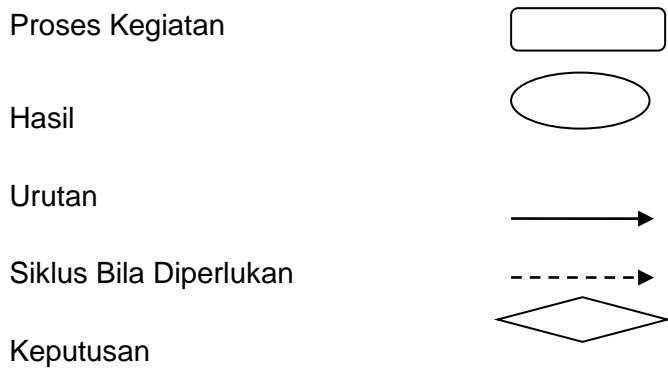 Proses Kegiatan
Hasil
Urutan
Siklus Bila Diperlukan
Keputusan